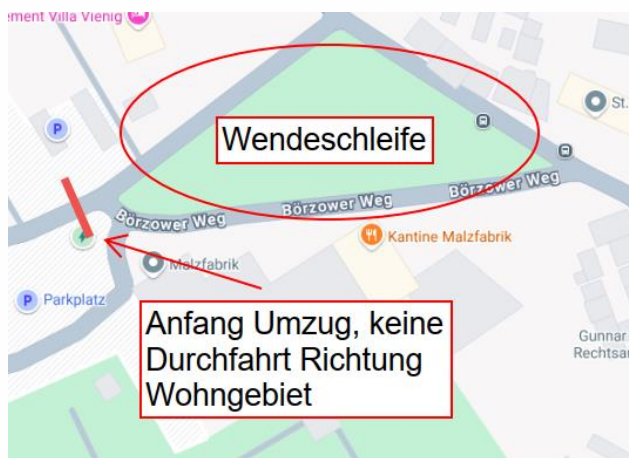 ement Villa Vienig
P
Wendeschleife
St.
Börzower Weg
Börzower Weg
Börzower Weg
Kantine Malzfabrik
Malzfabrik
P Parkplatz
Anfang Umzug, keine
Durchfahrt Richtung
Wohngebiet
Gunnar
Rechtsa